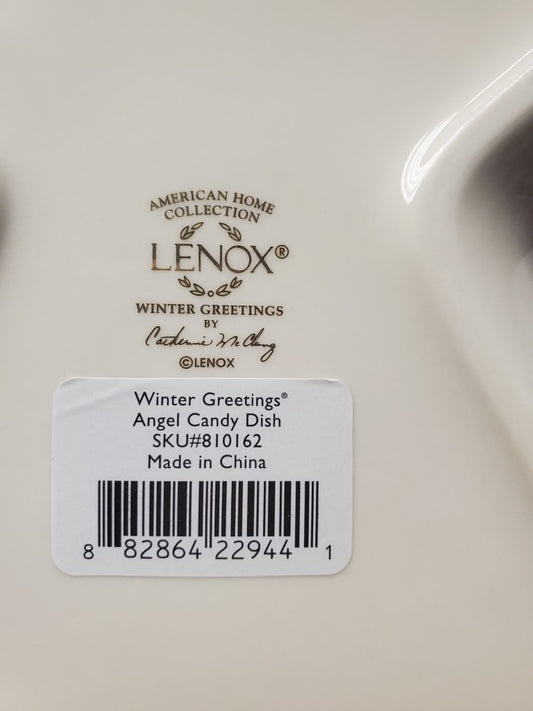 AMERICAN HOME
COLLECTION
LENOX®
WINTER GREETINGS
BY
Catherine McClung
©LENOX
Winter Greetings®
Angel Candy Dish
SKU#810162
Made in China
8 82864 22944 1